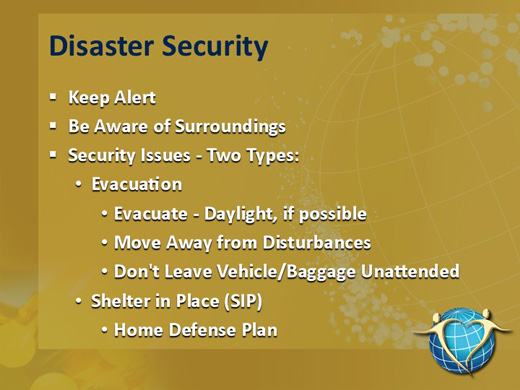 Disaster Security
▪ Keep Alert
▪ Be Aware of Surroundings
▪ Security Issues - Two Types:
• Evacuation
• Evacuate - Daylight, if possible
• Move Away from Disturbances
• Don't Leave Vehicle/Baggage Unattended
• Shelter in Place (SIP)
• Home Defense Plan